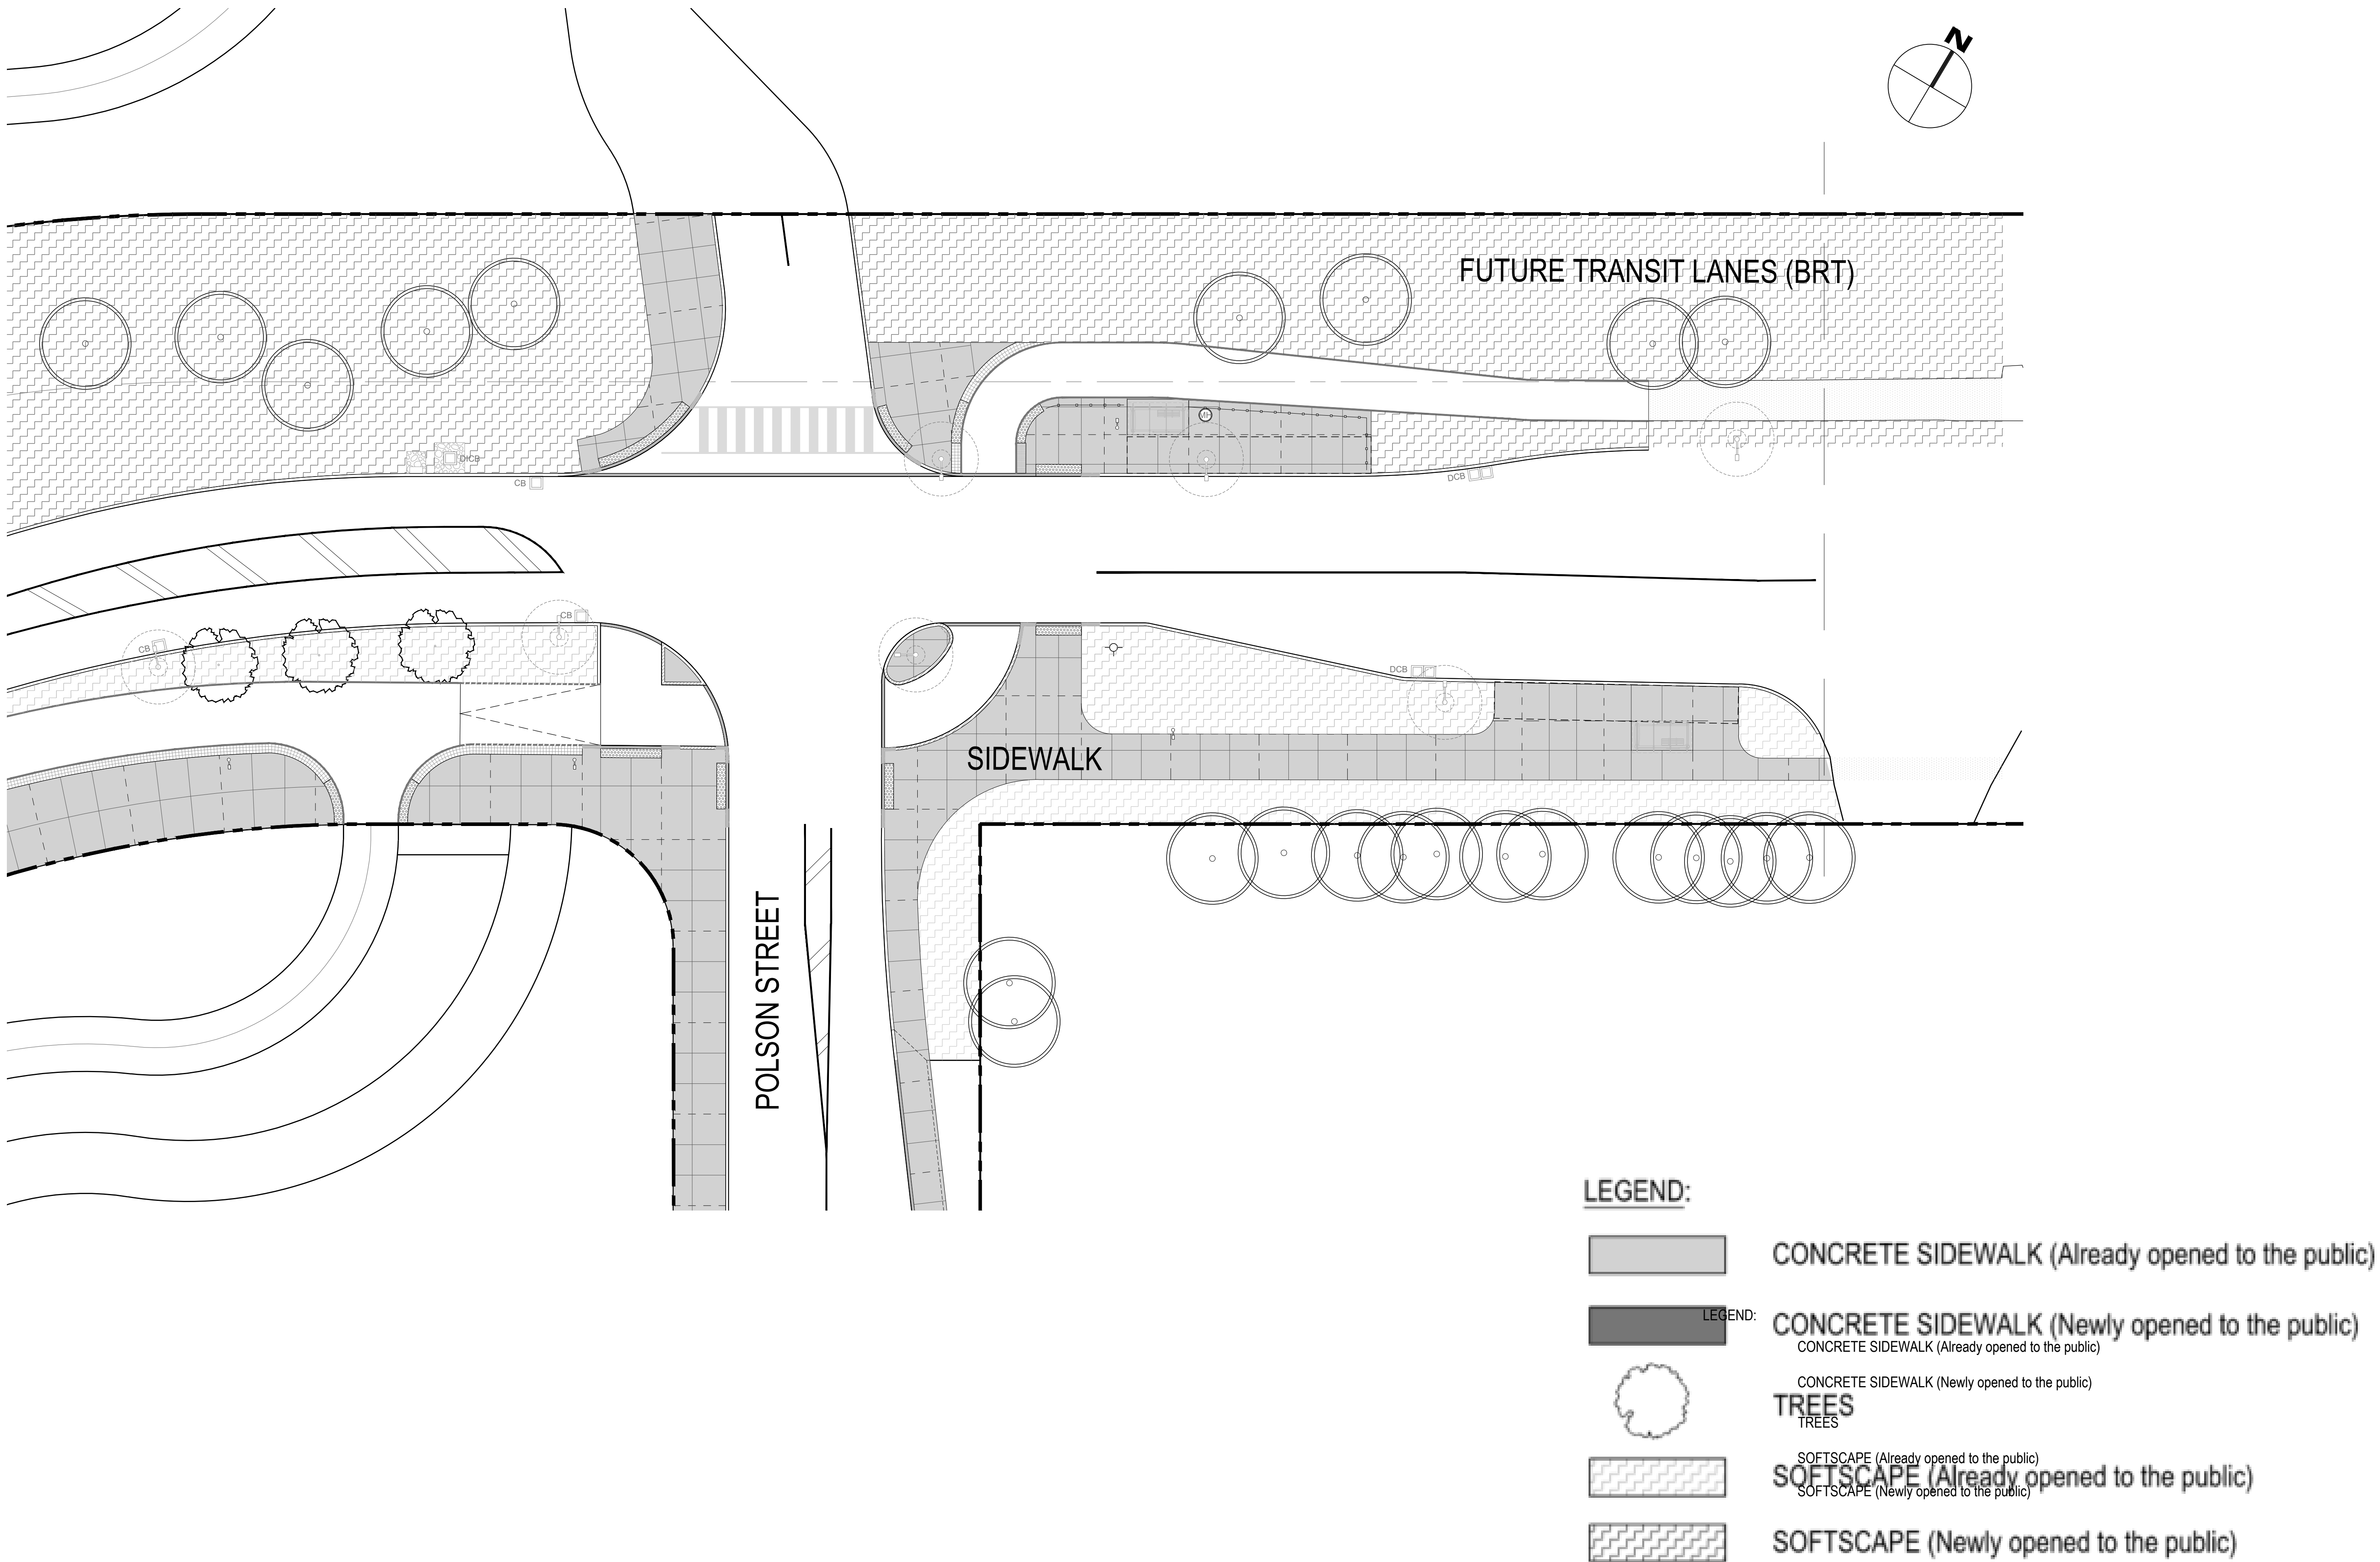 N
FUTURE TRANSIT LANES (BRT)
MH
DICB
CB
DCB
CB
CB
DCB
SIDEWALK
POLSON STREET
LEGEND:
CONCRETE SIDEWALK (Already opened to the public)
CONCRETE SIDEWALK (Newly opened to the public)
LEGEND:
CONCRETE SIDEWALK (Already opened to the public)
CONCRETE SIDEWALK (Newly opened to the public)
TREES
TREES
SOFTSCAPE (Already opened to the public)
SOFTSCAPE (Already opened to the public)
SOFTSCAPE (Newly opened to the public)
SOFTSCAPE (Newly opened to the public)